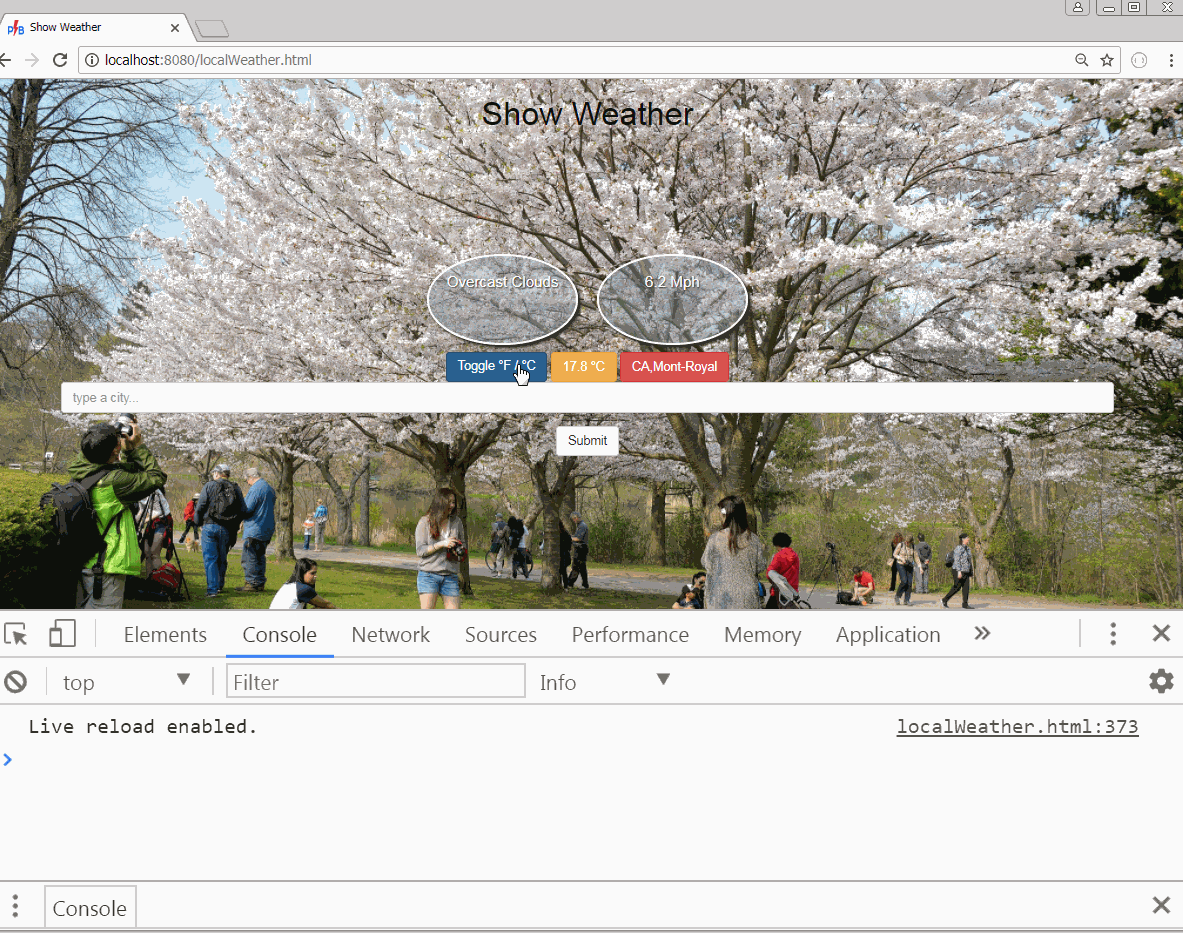 Show Weather
localhost:8080/localWeather.html
Show Weather
Overcast Clouds
6.2 Mph
Toggle °F / °C
17.8 °C
CA,Mont-Royal
type a city...
Submit
Elements Console Network Sources Performance Memory Application »
top Filter Info
Live reload enabled. localWeather.html:373
Console